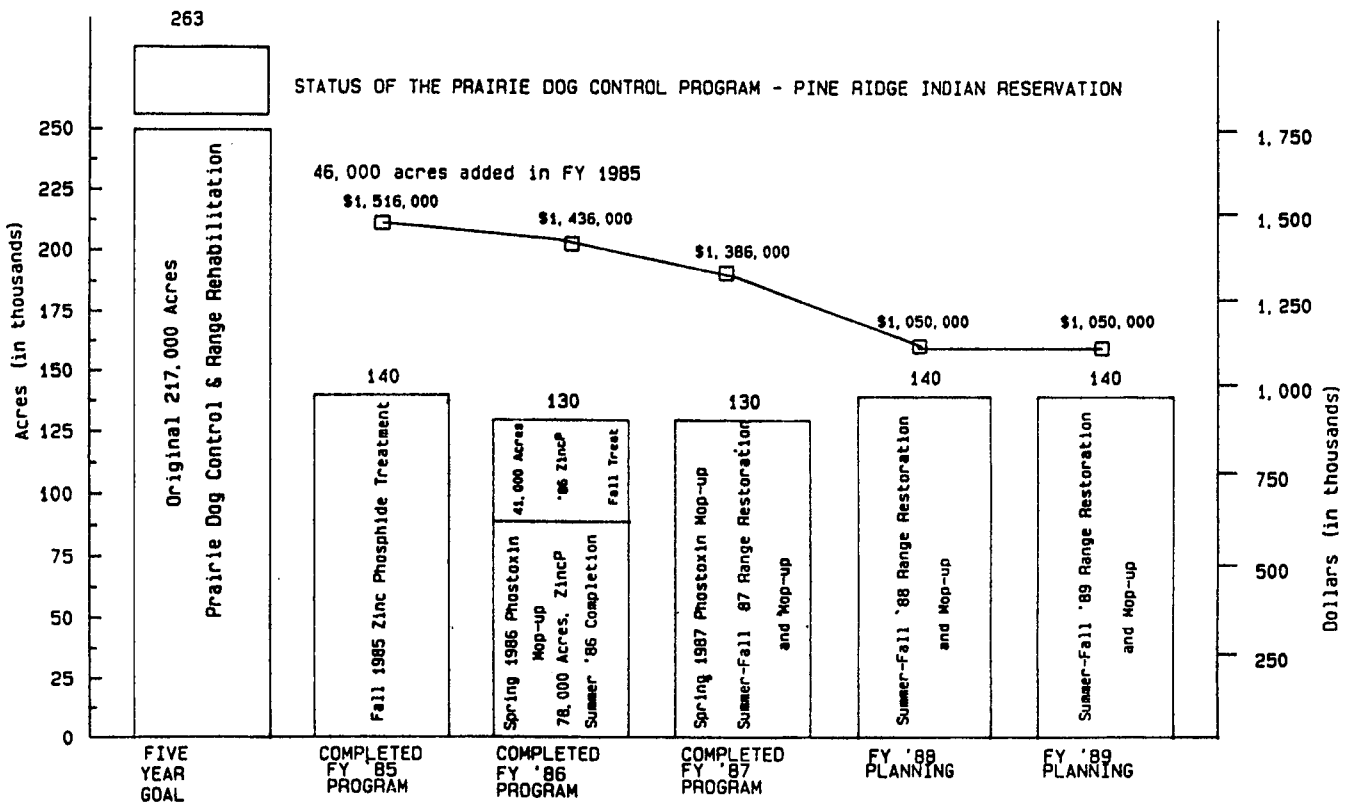 263
STATUS OF THE PRAIRIE DOG CONTROL PROGRAM - PINE RIDGE INDIAN RESERVATION
46,000 acres added in FY 1985
$1,516,000
$1,436,000
$1,386,000
$1,050,000
$1,050,000
Acres (in thousands)
250
225
200
175
150
125
100
75
50
25
0
Original 217,000 Acres
Prairie Dog Control & Range Rehabilitation
140
Fall 1985 Zinc Phosphide Treatment
130
41,000 Acres
'86 ZincP
Fall Treat
Spring 1986 Phostoxin
Mop-up
78,000 Acres. ZincP
Summer '86 Completion
130
Spring 1987 Phostoxin Mop-up
Summer-Fall 87 Range Restoration
and Mop-up
140
Summer-Fall '88 Range Restoration
and Mop-up
140
Summer-Fall '89 Range Restoration
and Mop-up
1,750
1,500
1,250
1,000
750
500
250
Dollars (in thousands)
FIVE
YEAR
GOAL
COMPLETED
FY '85
PROGRAM
COMPLETED
FY '86
PROGRAM
COMPLETED
FY '87
PROGRAM
FY '88
PLANNING
FY '89
PLANNING